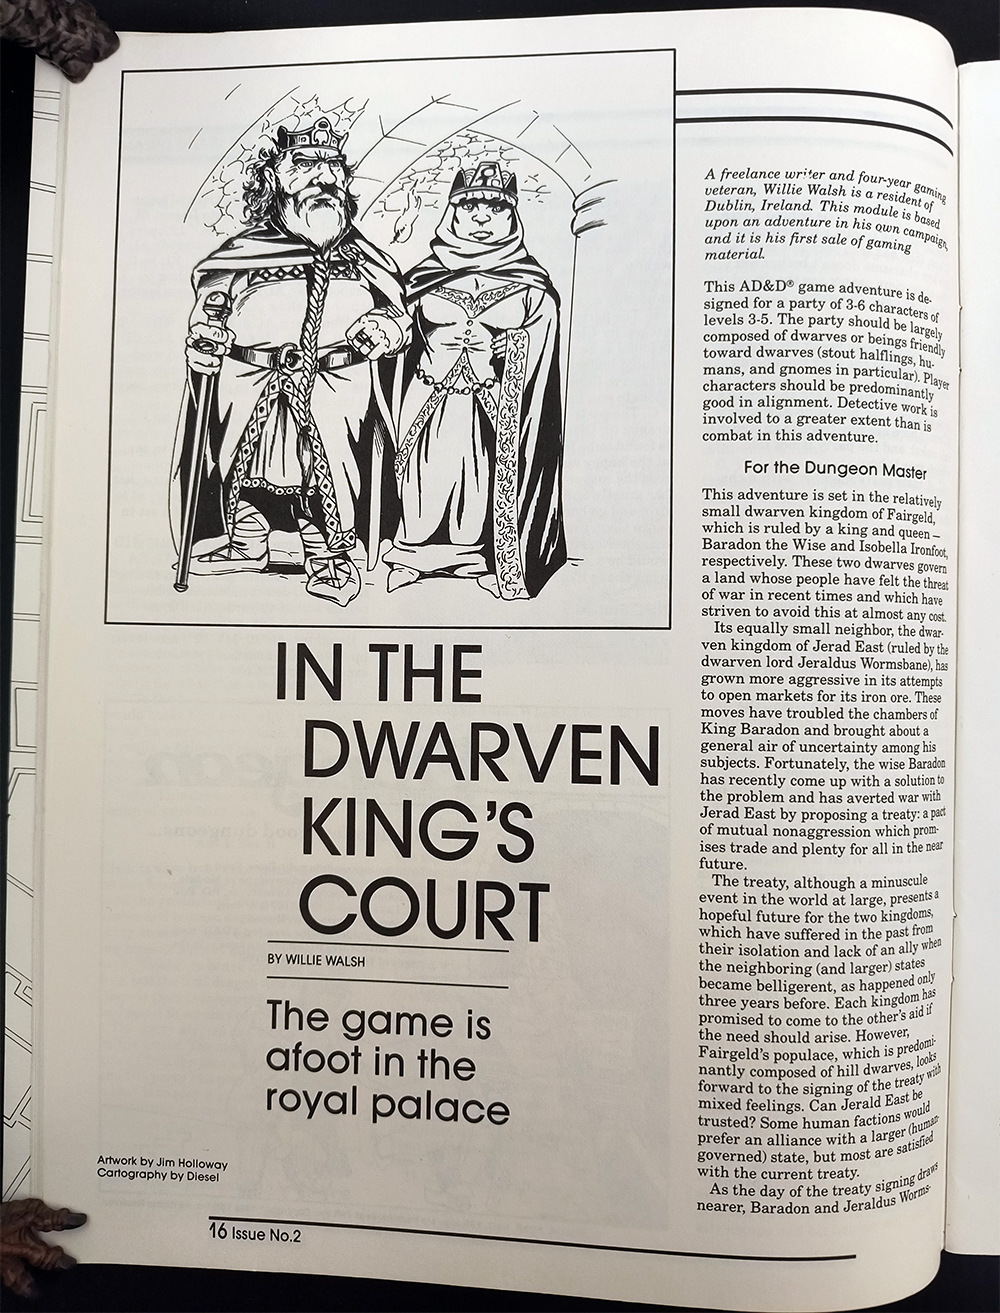 IN THE
DWARVEN
KING'S
COURT
BY WILLIE WALSH
The game is
afoot in the
royal palace
Artwork by Jim Holloway
Cartography by Diesel
A freelance writer and four-year gaming
veteran, Willie Walsh is a resident of
Dublin, Ireland. This module is based
upon an adventure in his own campaign,
and it is his first sale of gaming
material.
This AD&D® game adventure is de-
signed for a party of 3-6 characters of
levels 3-5. The party should be largely
composed of dwarves or beings friendly
toward dwarves (stout halflings, hu-
mans, and gnomes in particular). Player
characters should be predominantly
good in alignment. Detective work is
involved to a greater extent than is
combat in this adventure.
For the Dungeon Master
This adventure is set in the relatively
small dwarven kingdom of Fairgeld,
which is ruled by a king and queen –
Baradon the Wise and Isobella Ironfoot,
respectively. These two dwarves govern
a land whose people have felt the threat
of war in recent times and which have
striven to avoid this at almost any cost.
Its equally small neighbor, the dwar-
ven kingdom of Jerad East (ruled by the
dwarven lord Jeraldus Wormsbane), has
grown more aggressive in its attempts
to open markets for its iron ore. These
moves have troubled the chambers of
King Baradon and brought about a
general air of uncertainty among his
subjects. Fortunately, the wise Baradon
has recently come up with a solution to
the problem and has averted war with
Jerad East by proposing a treaty: a pact
of mutual nonaggression which prom-
ises trade and plenty for all in the near
future.
The treaty, although a minuscule
event in the world at large, presents a
hopeful future for the two kingdoms,
which have suffered in the past from
their isolation and lack of an ally when
the neighboring (and larger) states
became belligerent, as happened only
three years before. Each kingdom has
promised to come to the other's aid if
the need should arise. However,
Fairgeld's populace, which is predomi-
nantly composed of hill dwarves, looks
forward to the signing of the treaty with
mixed feelings. Can Jerald East be
trusted? Some human factions would
prefer an alliance with a larger (human-
governed) state, but most are satisfied
with the current treaty.
As the day of the treaty signing draws
nearer, Baradon and Jeraldus Worms-
16 Issue No.2